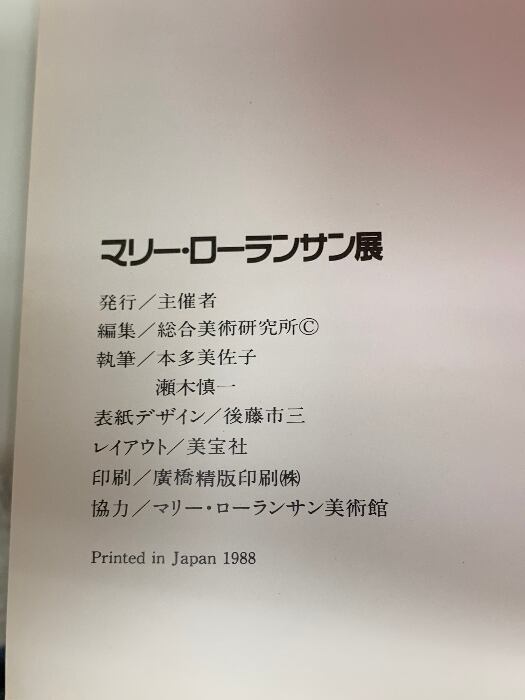 マリー・ローランサン展
発行／主催者
編集／総合美術研究所©
執筆／本多美佐子
瀬木慎一
表紙デザイン／後藤市三
レイアウト／美宝社
印刷／廣橋精版印刷㈱
協力／マリー・ローランサン美術館
Printed in Japan 1988